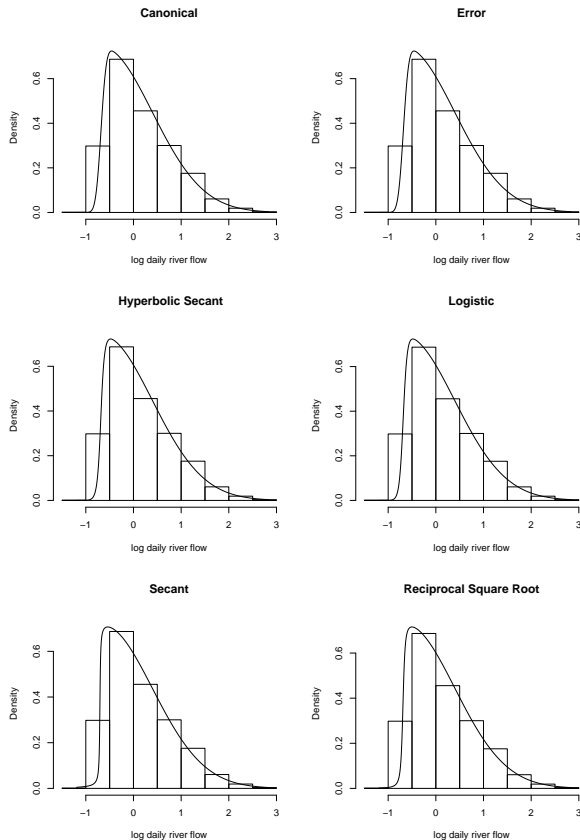 Canonical
Density
0.0 0.2 0.4 0.6
−1 0 1 2 3
log daily river flow
Error
Density
0.0 0.2 0.4 0.6
−1 0 1 2 3
log daily river flow
Hyperbolic Secant
Density
0.0 0.2 0.4 0.6
−1 0 1 2 3
log daily river flow
Logistic
Density
0.0 0.2 0.4 0.6
−1 0 1 2 3
log daily river flow
Secant
Density
0.0 0.2 0.4 0.6
−1 0 1 2 3
log daily river flow
Reciprocal Square Root
Density
0.0 0.2 0.4 0.6
−1 0 1 2 3
log daily river flow